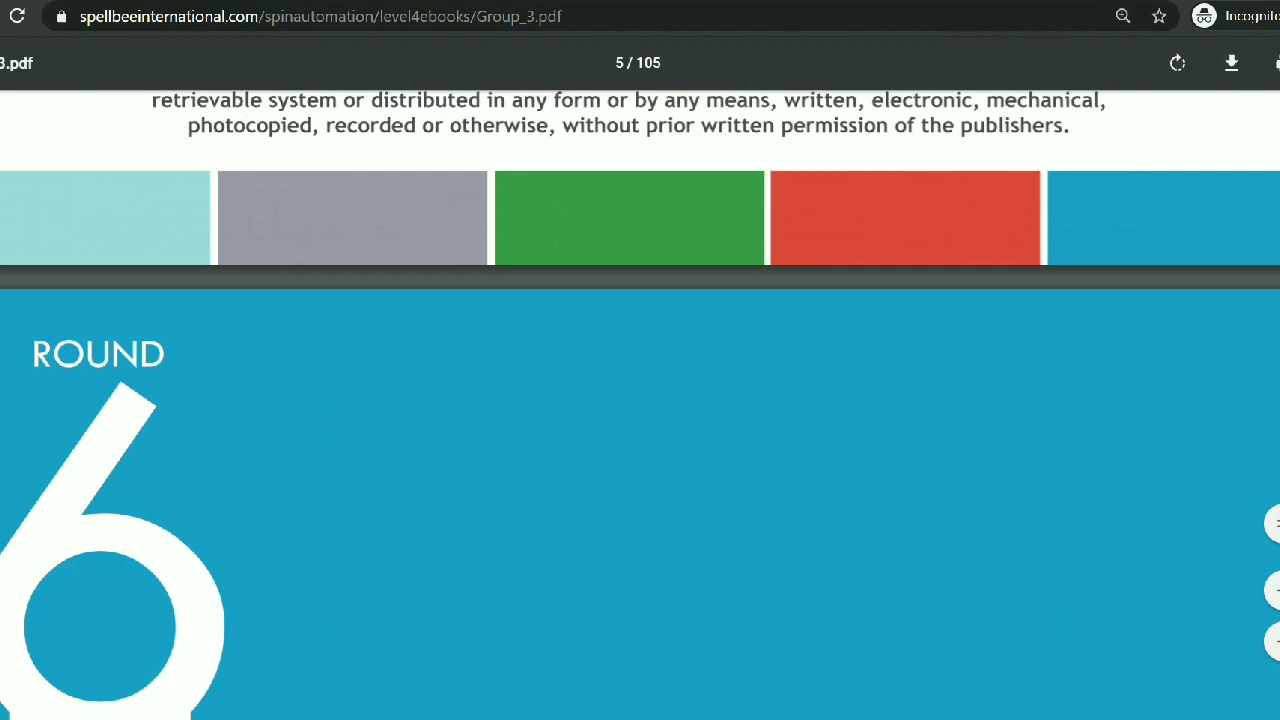 spellbeeinternational.com/spinautomation/level4ebooks/Group_3.pdf
Incognito
3.pdf
5 / 105
retrievable system or distributed in any form or by any means, written, electronic, mechanical,
photocopied, recorded or otherwise, without prior written permission of the publishers.
ROUND
6